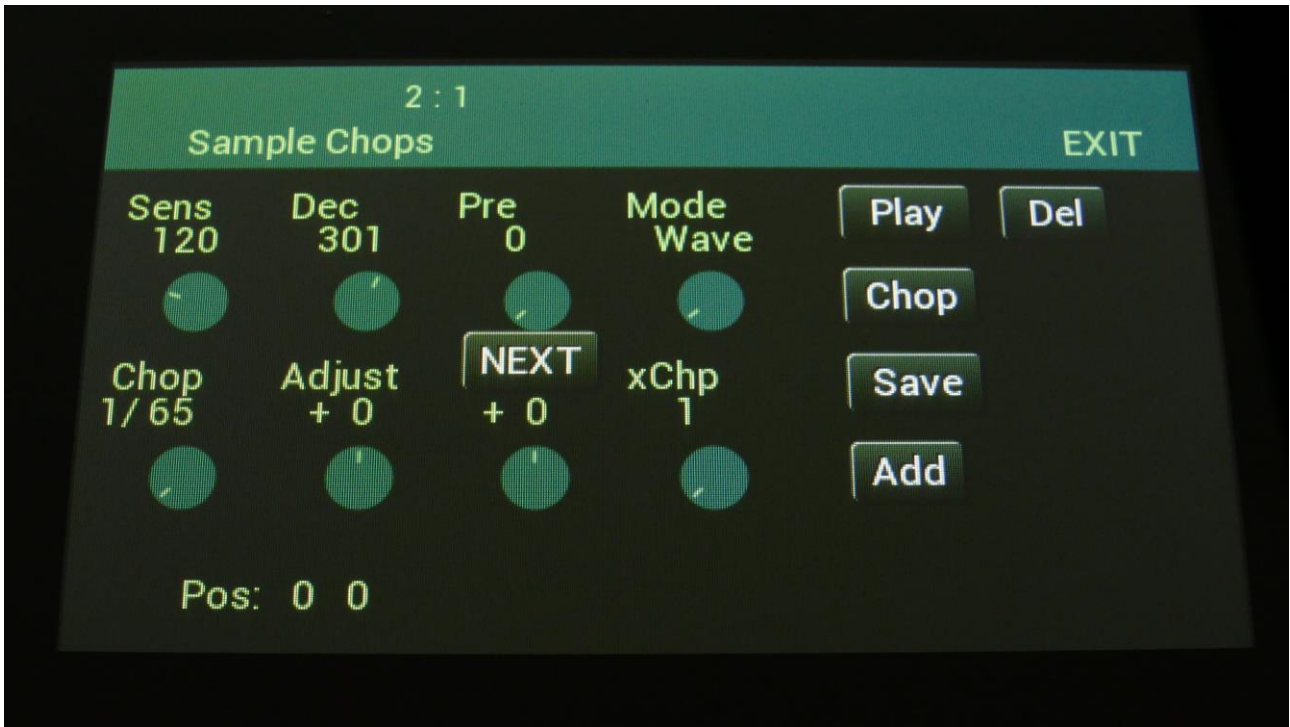 2 : 1
Sample Chops EXIT
Sens Dec Pre Mode Play Del
120 301 0 Wave
Chop
NEXT
Chop Adjust xChp Save
1/ 65 + 0 + 0 1
Add
Pos: 0 0